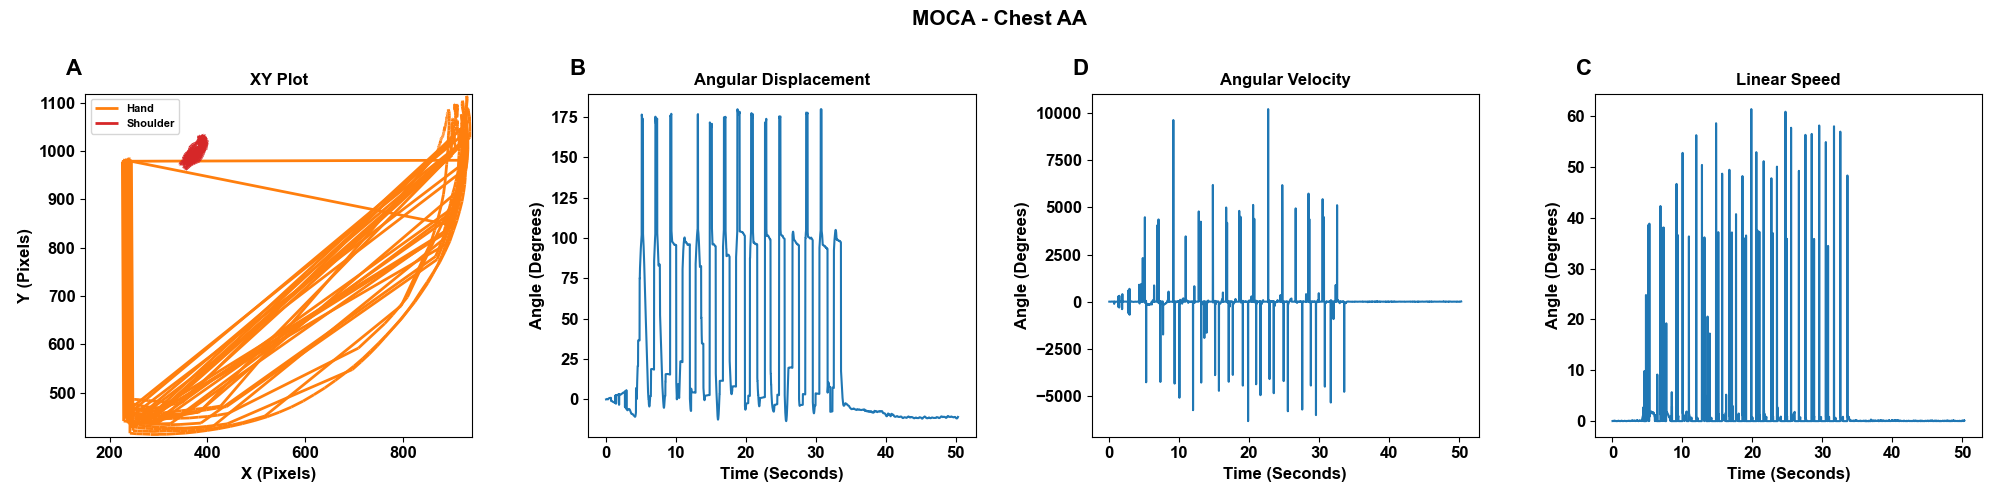 MOCA - Chest AA
A
XY Plot
Hand
Shoulder
1100
1000
900
800
700
600
500
Y (Pixels)
200
400
600
800
X (Pixels)
B
Angular Displacement
175
150
125
100
75
50
25
0
Angle (Degrees)
0
10
20
30
40
50
Time (Seconds)
D
Angular Velocity
10000
7500
5000
2500
0
−2500
−5000
Angle (Degrees)
0
10
20
30
40
50
Time (Seconds)
C
Linear Speed
60
50
40
30
20
10
0
Angle (Degrees)
0
10
20
30
40
50
Time (Seconds)